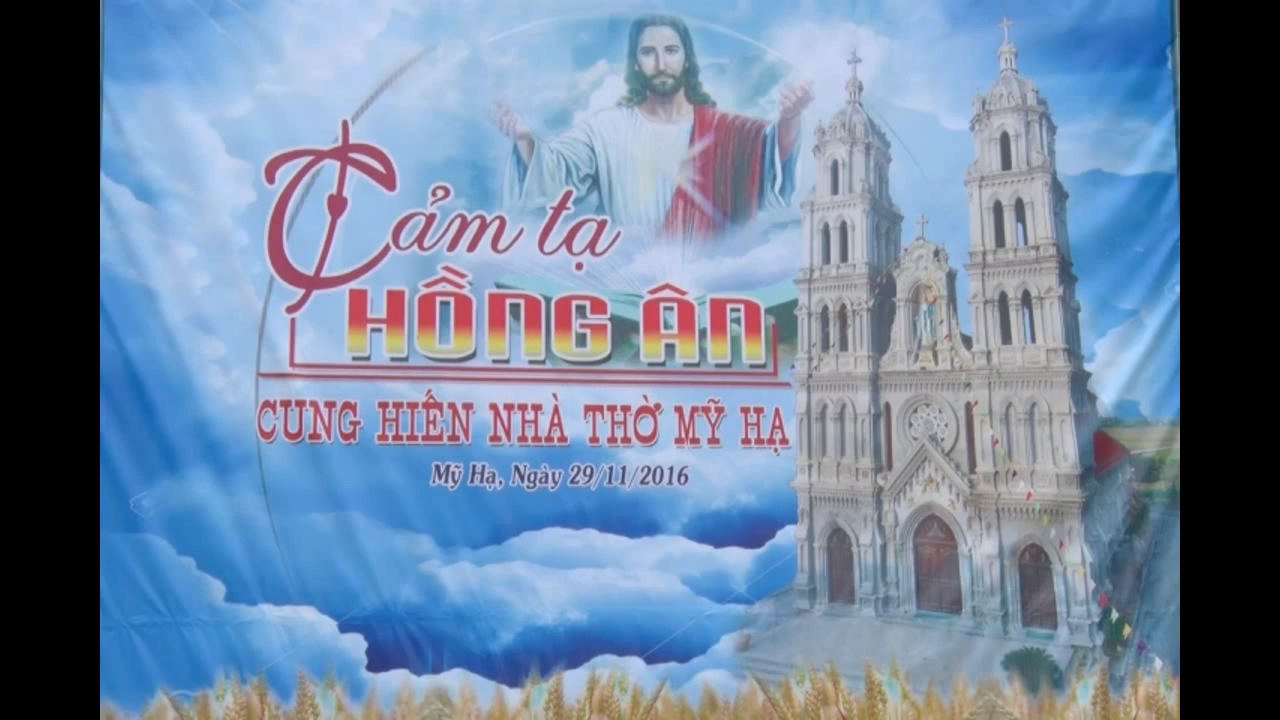 Cảm tạ
HỒNG ÂN
CUNG HIẾN NHÀ THỜ MỸ HẠ
Mỹ Hạ, Ngày 29/11/2016